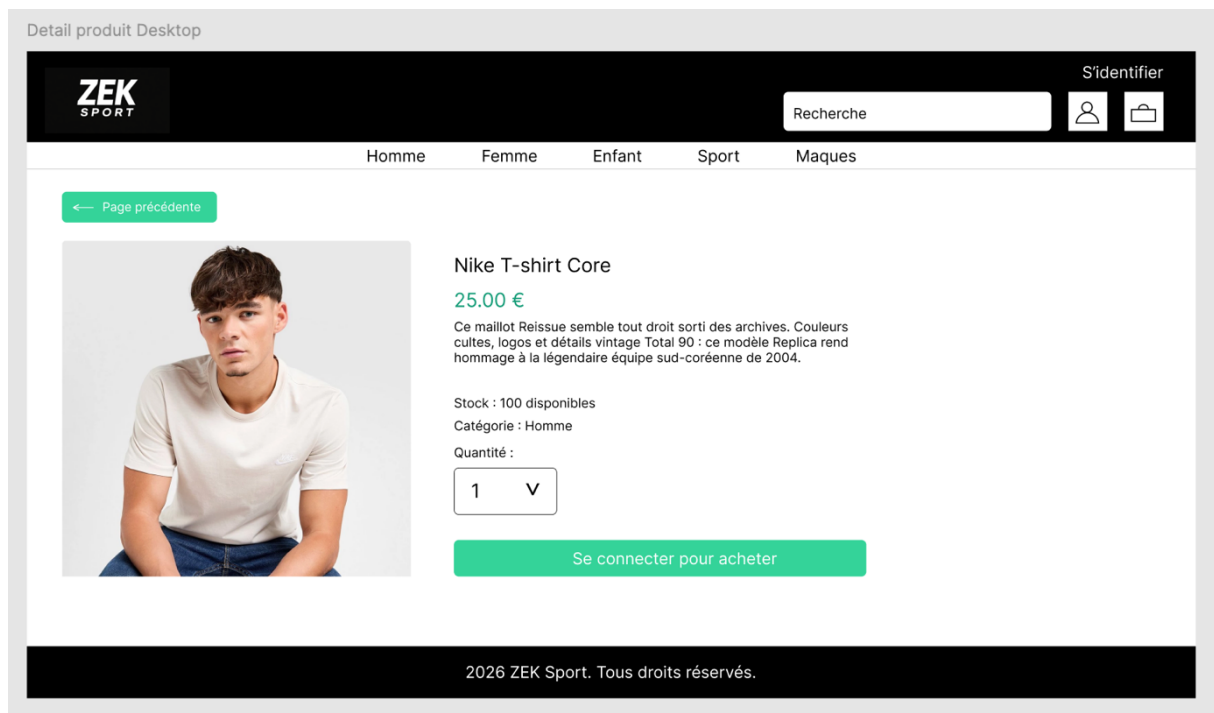 Detail produit Desktop
ZEK
SPORT
S'identifier
Recherche
Homme Femme Enfant Sport Maques
Page précédente
Nike T-shirt Core
25.00 €
Ce maillot Reissue semble tout droit sorti des archives. Couleurs
cultes, logos et détails vintage Total 90 : ce modèle Replica rend
hommage à la légendaire équipe sud-coréenne de 2004.
Stock : 100 disponibles
Catégorie : Homme
Quantité :
1 V
Se connecter pour acheter
2026 ZEK Sport. Tous droits réservés.